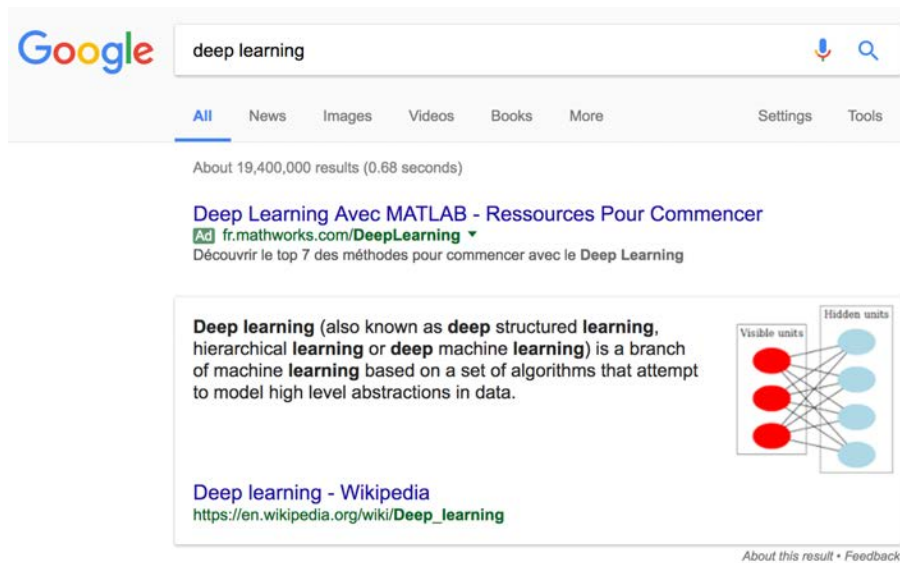 Google deep learning
All News Images Videos Books More Settings Tools
About 19,400,000 results (0.68 seconds)
Deep Learning Avec MATLAB - Ressources Pour Commencer
Ad fr.mathworks.com/DeepLearning
Découvrir le top 7 des méthodes pour commencer avec le Deep Learning
Deep learning (also known as deep structured learning,
hierarchical learning or deep machine learning) is a branch
of machine learning based on a set of algorithms that attempt
to model high level abstractions in data.
Visible units
Hidden units
Deep learning - Wikipedia
https://en.wikipedia.org/wiki/Deep_learning
About this result • Feedback